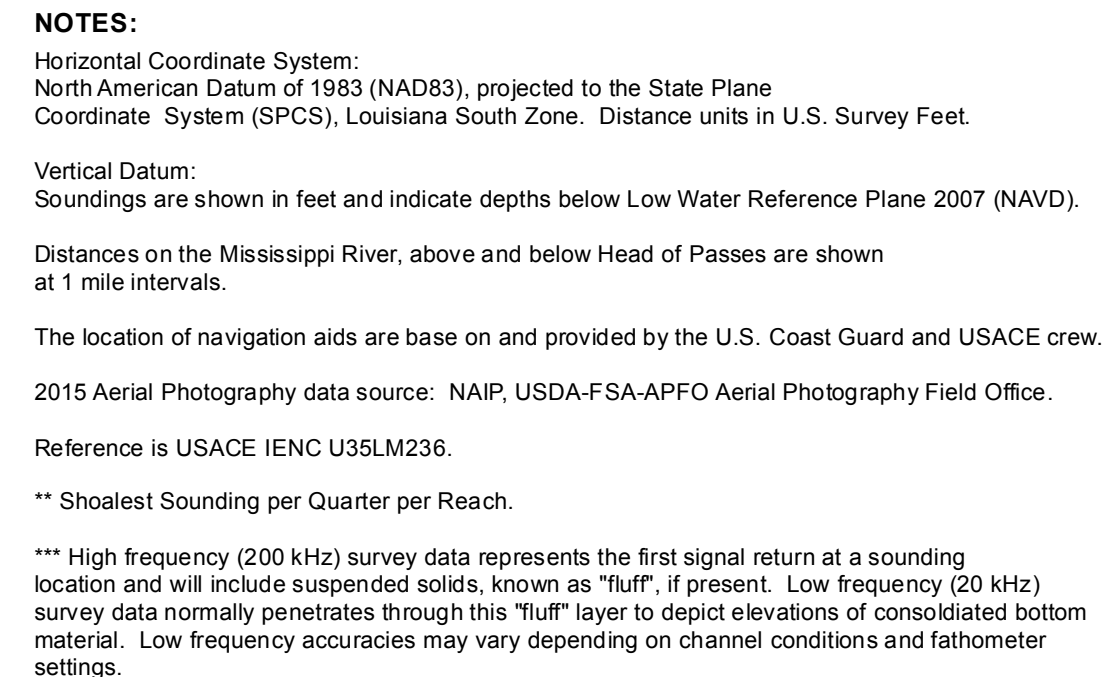 NOTES:
Horizontal Coordinate System:
North American Datum of 1983 (NAD83), projected to the State Plane
Coordinate  System (SPCS), Louisiana South Zone.  Distance units in U.S. Survey Feet.
Vertical Datum:
Soundings are shown in feet and indicate depths below Low Water Reference Plane 2007 (NAVD).
Distances on the Mississippi River, above and below Head of Passes are shown
at 1 mile intervals.
The location of navigation aids are base on and provided by the U.S. Coast Guard and USACE crew.
2015 Aerial Photography data source:  NAIP, USDA-FSA-APFO Aerial Photography Field Office.
Reference is USACE IENC U35LM236.
** Shoalest Sounding per Quarter per Reach.
*** High frequency (200 kHz) survey data represents the first signal return at a sounding
location and will include suspended solids, known as "fluff", if present.  Low frequency (20 kHz)
survey data normally penetrates through this "fluff" layer to depict elevations of consoldiated bottom
material.  Low frequency accuracies may vary depending on channel conditions and fathometer
settings.